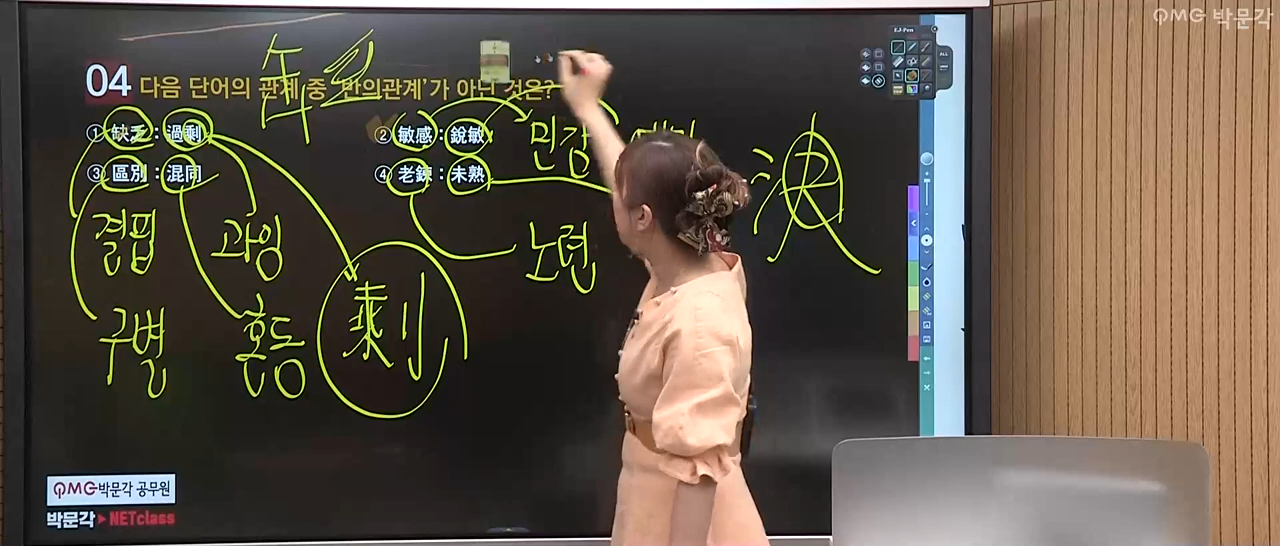 PMG 박문각
EJ-Pen
ALL
04 다음 단어의 관계 중 '반의관계'가 아닌 것은?
① 缺乏 : 過剩
② 敏感 : 銳敏
③ 區別 : 混同
④ 老鍊 : 未熟
민감
결핍
과잉
노련
구별
혼동
剩
PMG 박문각 공무원
박문각 ▶ NETclass